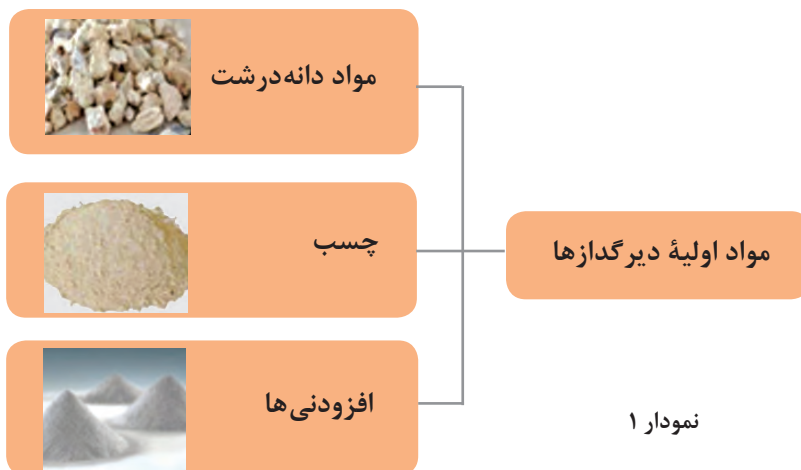 مواد اولیهٔ دیرگدازها
مواد دانه‌درشت
چسب
افزودنی‌ها
نمودار ۱